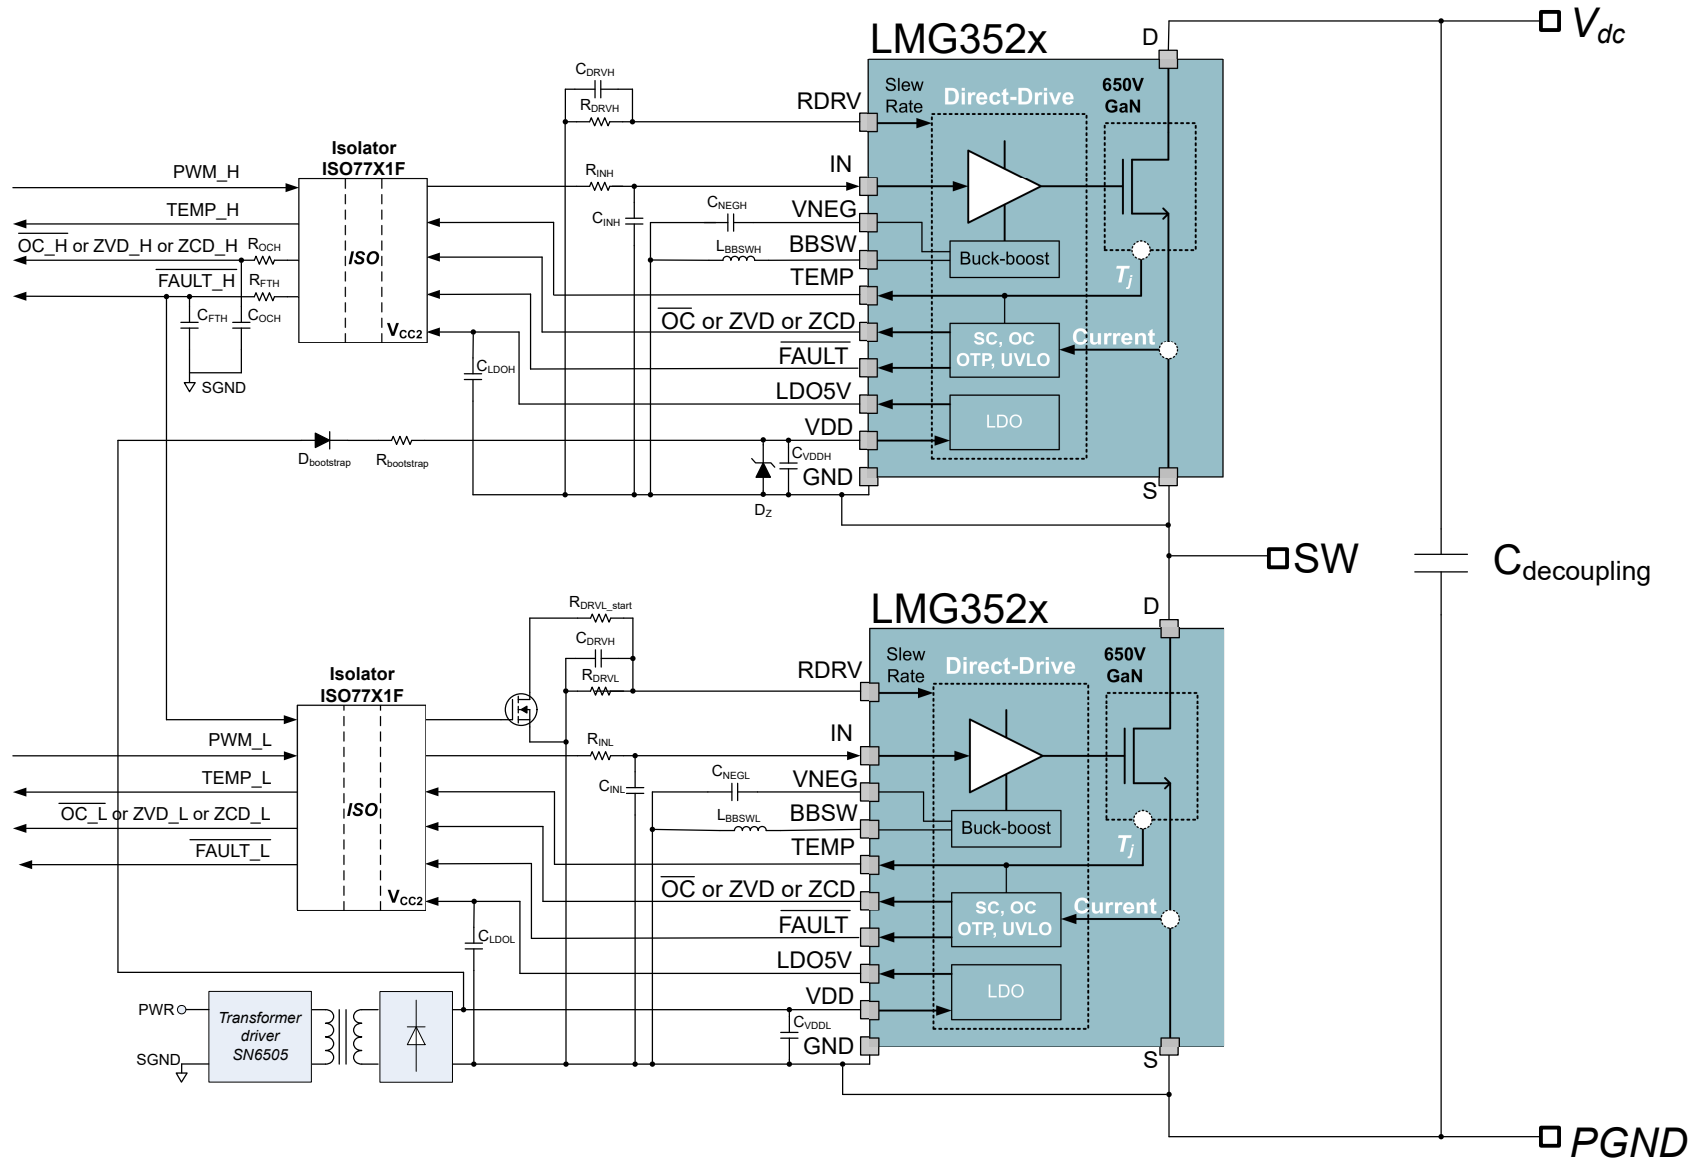 LMG352x
D
V_dc
C_DRVH
Slew
Rate
Direct-Drive
650V
GaN
RDRV
R_DRVH
Isolator
ISO77X1F
PWM_H
R_INH
IN
TEMP_H
C_NEGH
VNEG
C_INH
OC_H or ZVD_H or ZCD_H
R_OCH
ISO
L_BBSWH
BBSW
Buck-boost
T_j
FAULT_H
R_FTH
TEMP
C_FTH
C_OCH
V_CC2
OC or ZVD or ZCD
SC, OC
OTP, UVLO
Current
FAULT
C_LDOH
SGND
LDO5V
LDO
VDD
D_bootstrap
R_bootstrap
C_VDDH
GND
S
D_Z
SW
C_decoupling
LMG352x
D
R_DRVL_start
C_DRVH
Slew
Rate
Direct-Drive
650V
GaN
RDRV
R_DRVL
Isolator
ISO77X1F
PWM_L
R_INL
IN
TEMP_L
C_NEGL
VNEG
C_INL
OC_L or ZVD_L or ZCD_L
ISO
L_BBSWL
BBSW
Buck-boost
T_j
FAULT_L
TEMP
V_CC2
OC or ZVD or ZCD
SC, OC
OTP, UVLO
Current
FAULT
C_LDOL
LDO5V
LDO
VDD
PWR
Transformer
driver
SN6505
C_VDDL
GND
SGND
S
PGND